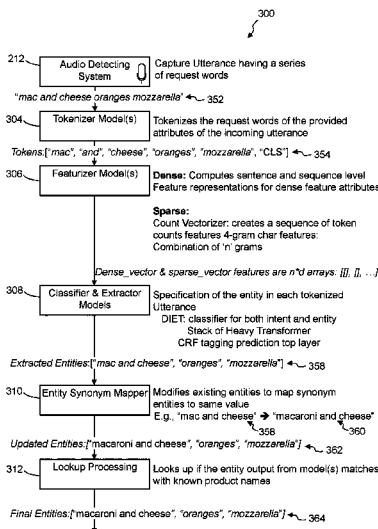 300
212
Audio Detecting
System
Capture Utterance having a series
of request words
"mac and cheese oranges mozzarella" 352
304
Tokenizer Model(s)
Tokenizes the request words of the provided
attributes of the incoming utterance
Tokens:["mac", "and", "cheese", "oranges", "mozzarella", "CLS"] 354
306
Featurizer Model(s)
Dense: Computes sentence and sequence level
Feature representations for dense feature attributes
Sparse:
Count Vectorizer: creates a sequence of token
counts features 4-gram char features:
Combination of 'n' grams
Dense_vector & sparse_vector features are n*d arrays: [[], [], ...]
308
Classifier & Extractor
Models
Specification of the entity in each tokenized
Utterance
DIET: classifier for both intent and entity
Stack of Heavy Transformer
CRF tagging prediction top layer
Extracted Entities:["mac and cheese", "oranges", "mozzarella"] 358
310
Entity Synonym Mapper
Modifies existing entities to map synonym
entities to same value
E.g., "mac and cheese" ➔ "macaroni and cheese"
358 360
Updated Entities:["macaroni and cheese", "oranges", "mozzarella"] 362
312
Lookup Processing
Looks up if the entity output from model(s) matches
with known product names
Final Entities:["macaroni and cheese", "oranges", "mozzarella"] 364